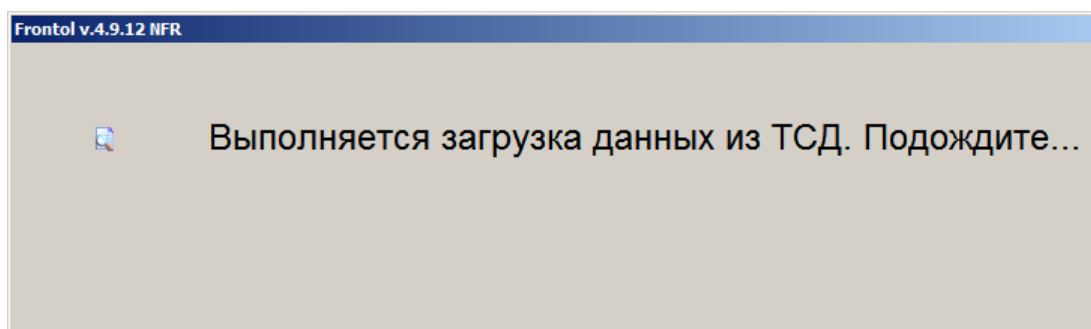 Frontol v.4.9.12 NFR
Выполняется загрузка данных из ТСД. Подождите...